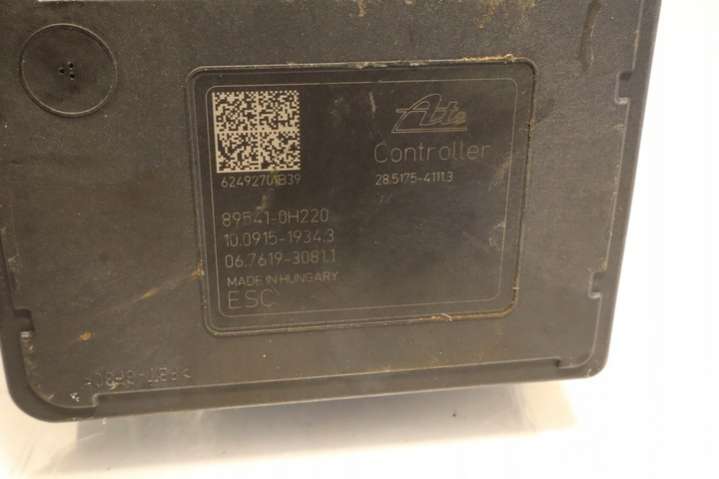 Ate
Controller
62492701B39
28.5175-4111.3
89541-0H220
10.0915-1934.3
06.7619-3081.1
MADE IN HUNGARY
ESC